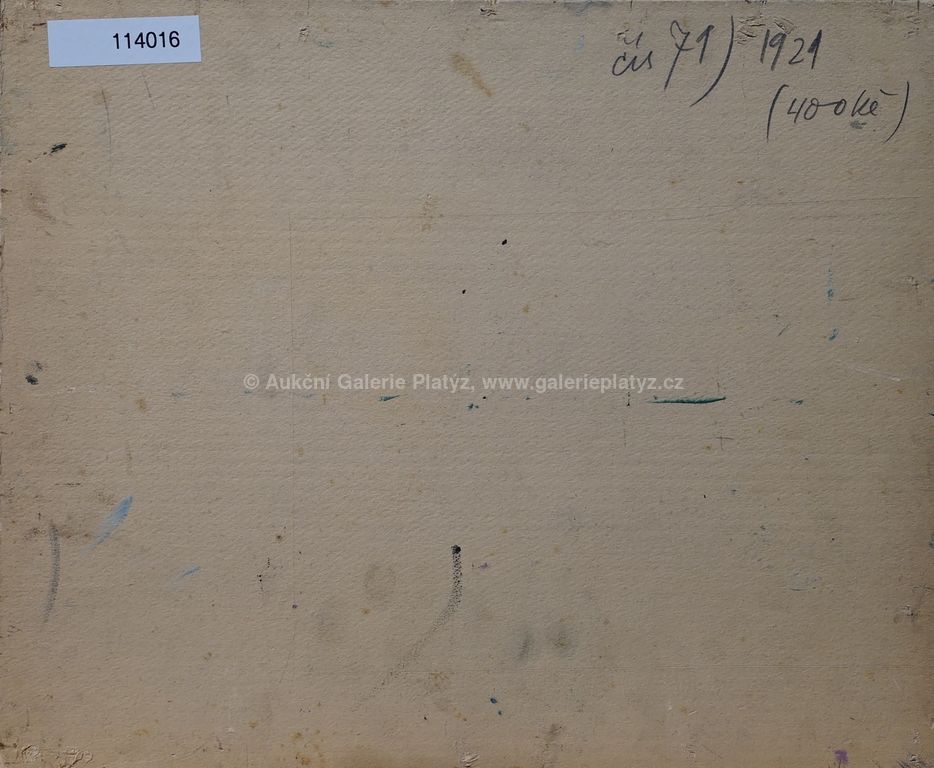 114016
čís 71) 1921
(400 Kč)
© Aukční Galerie Platýz, www.galerieplatyz.cz